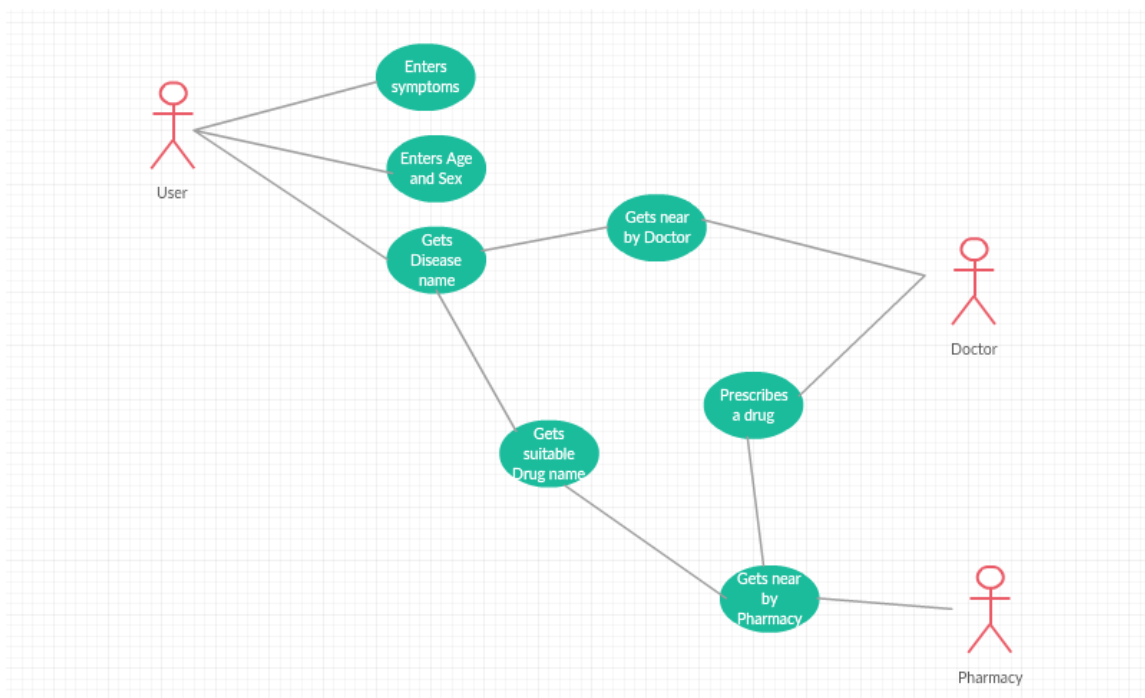 Enters
symptoms
User
Enters Age
and Sex
Gets
Disease
name
Gets near
by Doctor
Doctor
Prescribes
a drug
Gets
suitable
Drug name
Gets near
by
Pharmacy
Pharmacy